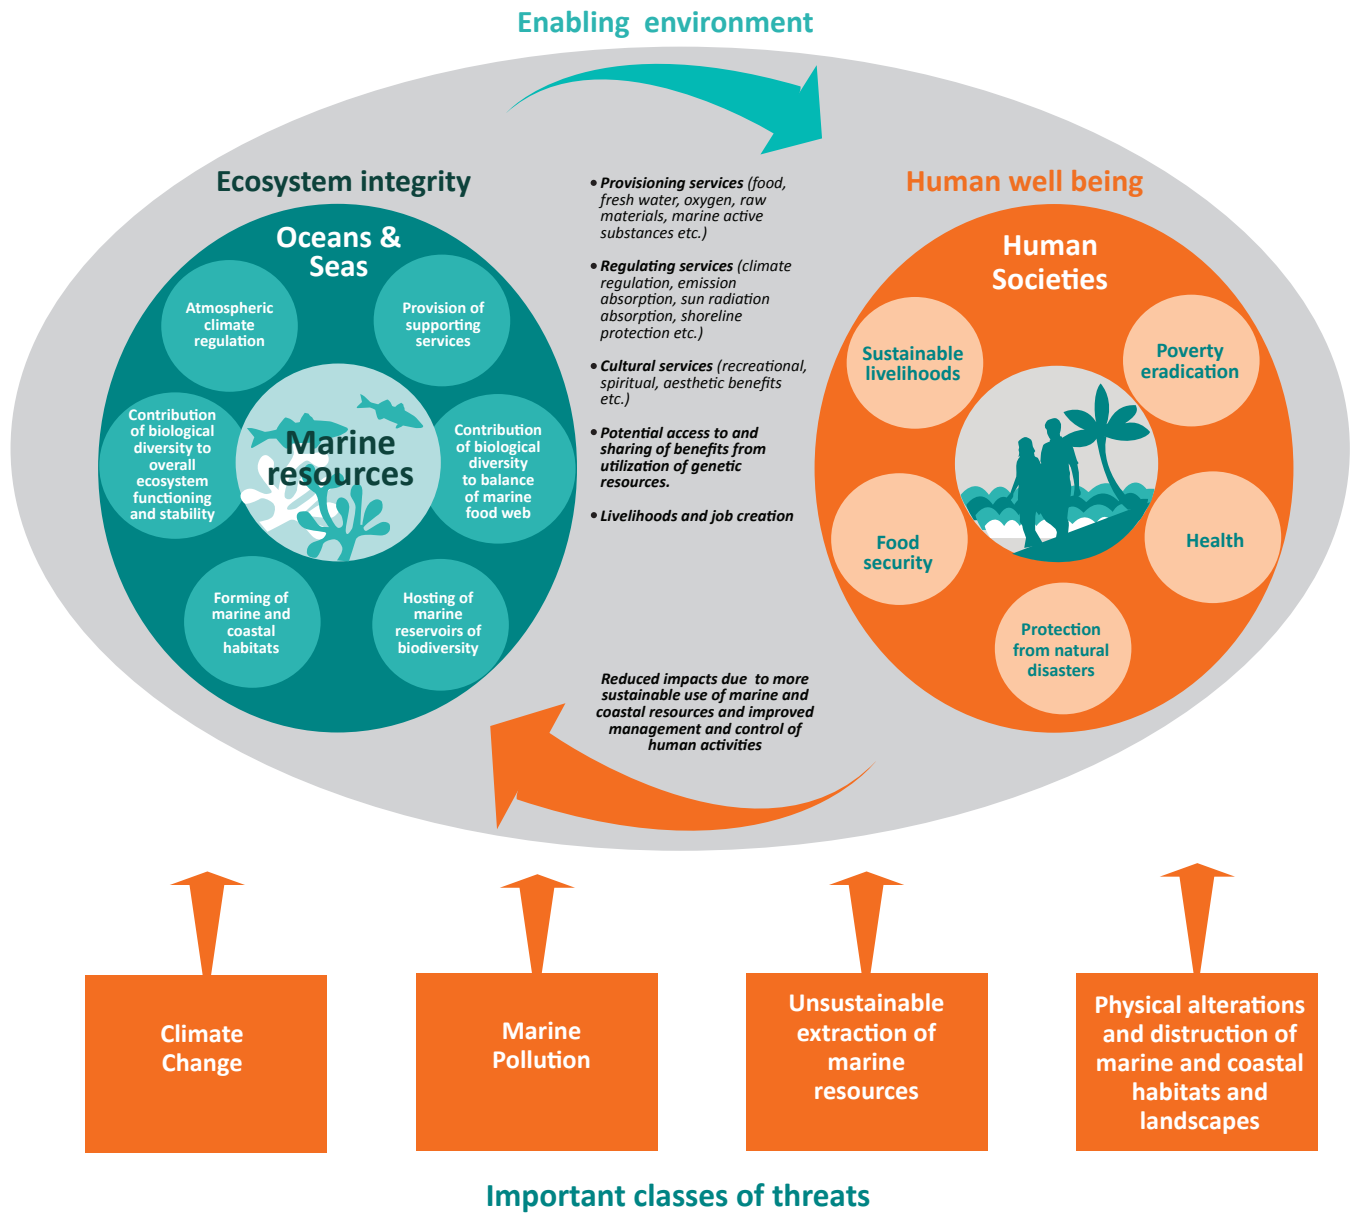 Enabling environment
Ecosystem integrity
Oceans &
Seas
Atmospheric
climate
regulation
Provision of
supporting
services
Contribution
of biological
diversity to
overall
ecosystem
functioning
and stability
Marine
resources
Contribution
of biological
diversity
to balance
of marine
food web
Forming of
marine and
coastal
habitats
Hosting of
marine
reservoirs of
biodiversity
• Provisioning services (food,
fresh water, oxygen, raw
materials, marine active
substances etc.)
• Regulating services (climate
regulation, emission
absorption, sun radiation
absorption, shoreline
protection etc.)
• Cultural services (recreational,
spiritual, aesthetic benefits
etc.)
• Potential access to and
sharing of benefits from
utilization of genetic
resources.
• Livelihoods and job creation
Reduced impacts due to more
sustainable use of marine and
coastal resources and improved
management and control of
human activities
Human well being
Human
Societies
Sustainable
livelihoods
Poverty
eradication
Food
security
Health
Protection
from natural
disasters
Climate
Change
Marine
Pollution
Unsustainable
extraction of
marine
resources
Physical alterations
and distruction of
marine and coastal
habitats and
landscapes
Important classes of threats